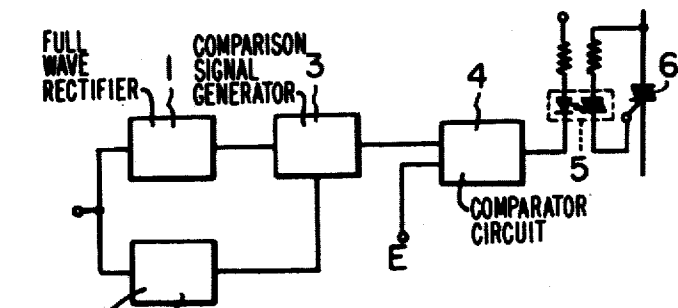 FULL
WAVE
RECTIFIER
1
COMPARISON
SIGNAL
GENERATOR
3
4
5
6
E
COMPARATOR
CIRCUIT